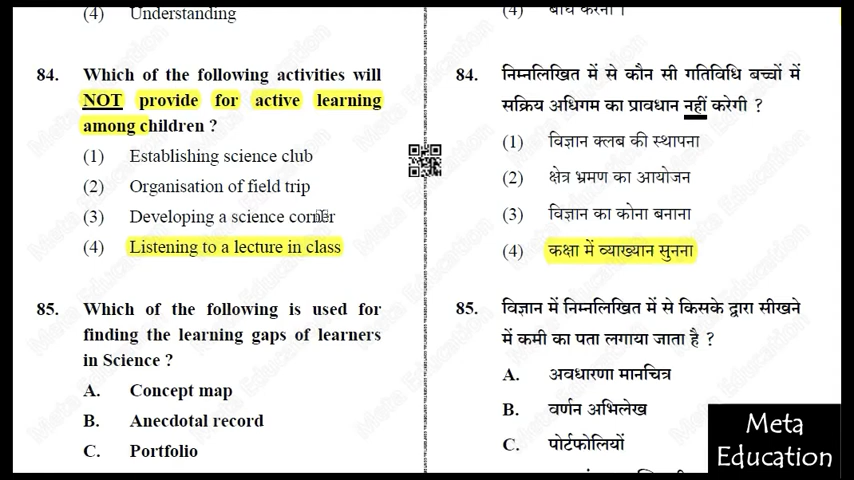 (4) Understanding
84. Which of the following activities will
NOT provide for active learning
among children ?
(1) Establishing science club
(2) Organisation of field trip
(3) Developing a science corner
(4) Listening to a lecture in class
85. Which of the following is used for
finding the learning gaps of learners
in Science ?
A. Concept map
B. Anecdotal record
C. Portfolio
(4) बोध करना ।
84. निम्नलिखित में से कौन सी गतिविधि बच्चों में
सक्रिय अधिगम का प्रावधान नहीं करेगी ?
(1) विज्ञान क्लब की स्थापना
(2) क्षेत्र भ्रमण का आयोजन
(3) विज्ञान का कोना बनाना
(4) कक्षा में व्याख्यान सुनना
85. विज्ञान में निम्नलिखित में से किसके द्वारा सीखने
में कमी का पता लगाया जाता है ?
A. अवधारणा मानचित्र
B. वर्णन अभिलेख
C. पोर्टफोलियों
Meta
Education